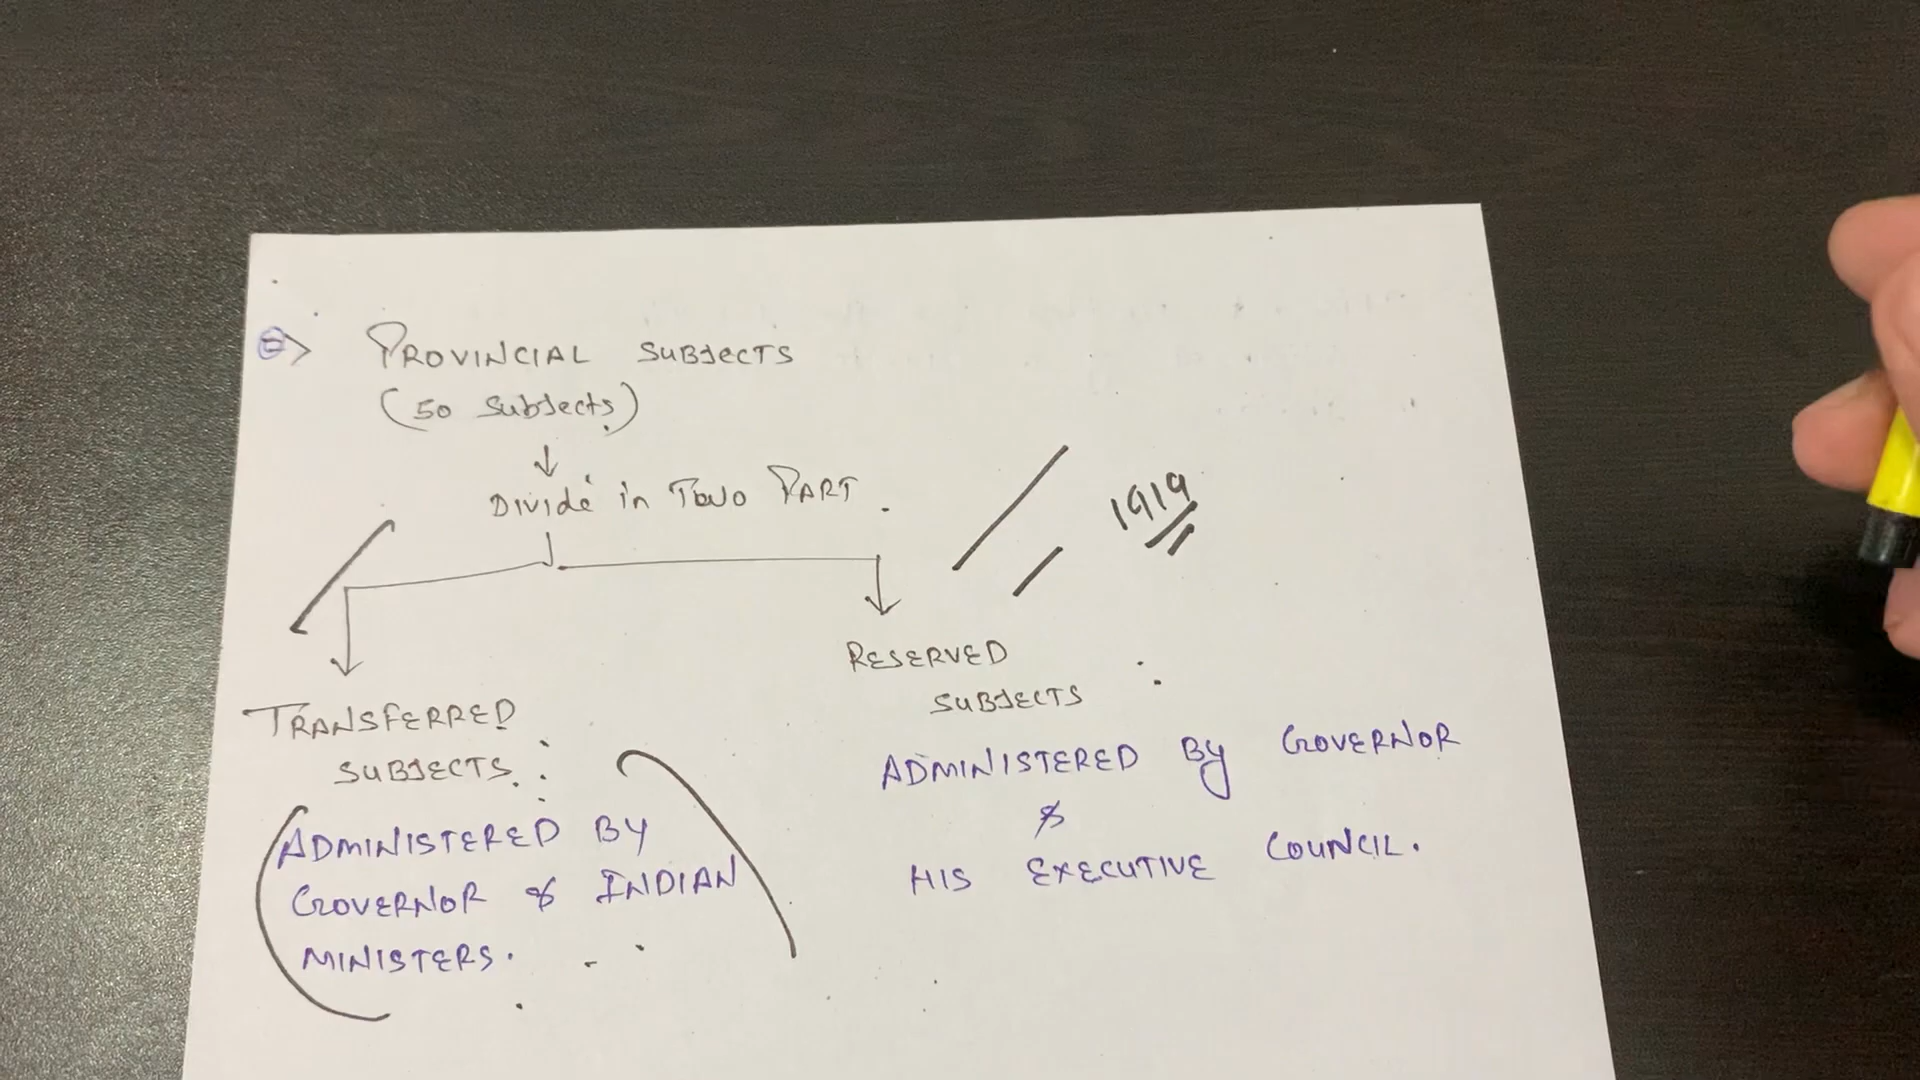 ⊖> PROVINCIAL SUBJECTS
(50 Subjects)
↓
Divide in Two PART
1919
TRANSFERRED
SUBJECTS
ADMINISTERED BY
GOVERNOR & INDIAN
MINISTERS.
RESERVED
SUBJECTS
ADMINISTERED By GOVERNOR
&
HIS EXECUTIVE COUNCIL.